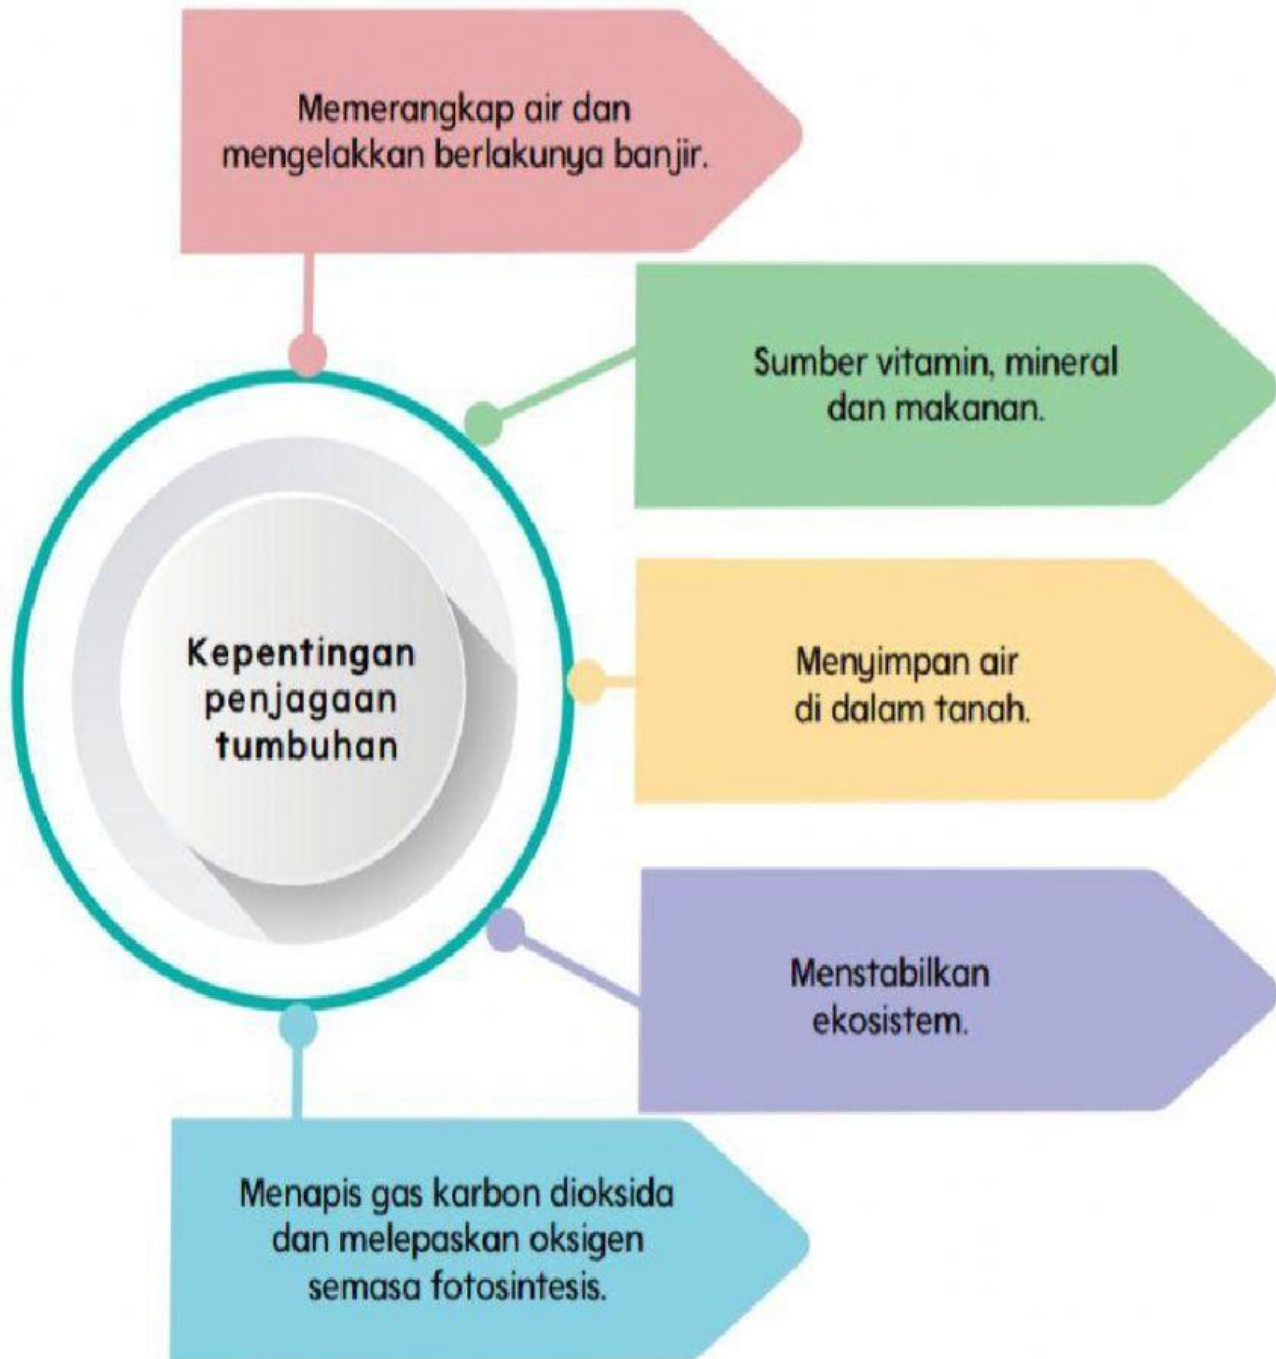 Memerangkap air dan
mengelakkan berlakunya banjir.
Sumber vitamin, mineral
dan makanan.
Kepentingan
penjagaan
tumbuhan
Menyimpan air
di dalam tanah.
Menstabilkan
ekosistem.
Menapis gas karbon dioksida
dan melepaskan oksigen
semasa fotosintesis.